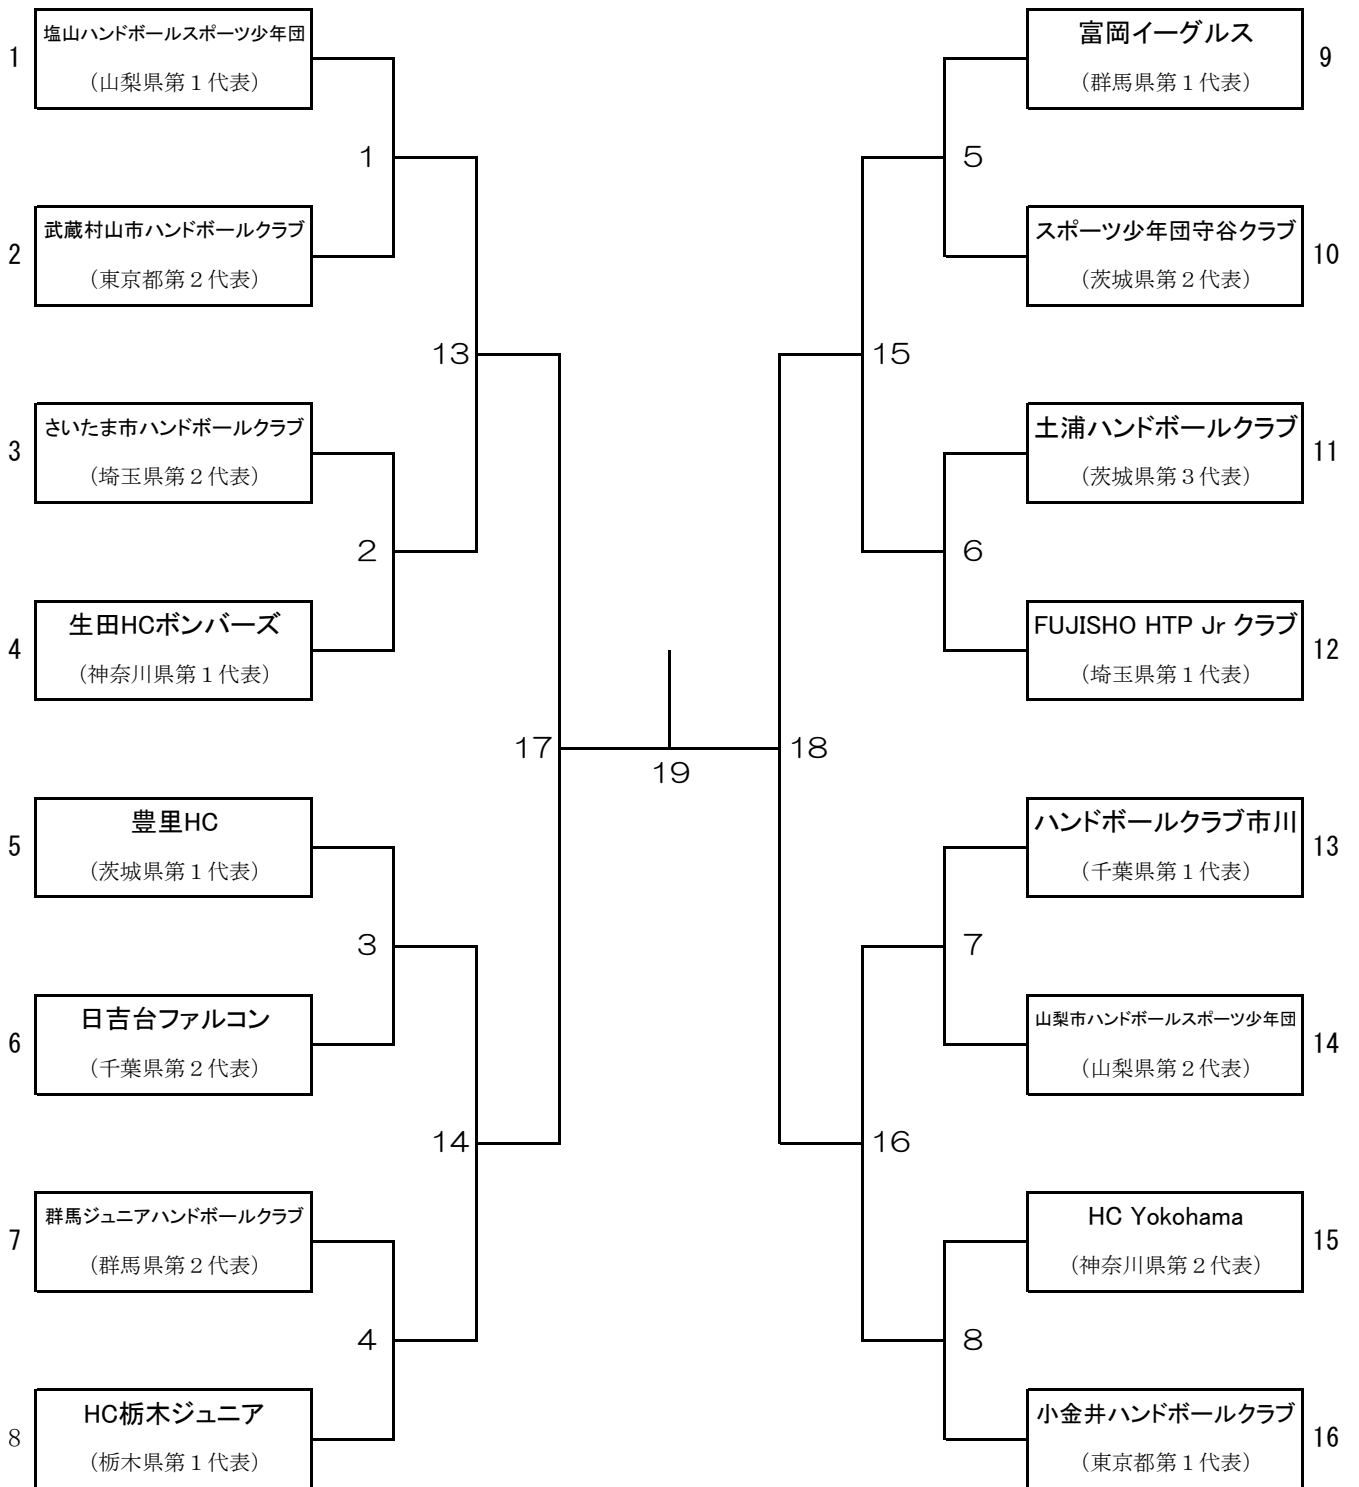 1
塩山ハンドボールスポーツ少年団
（山梨県第１代表）
2
武蔵村山市ハンドボールクラブ
（東京都第２代表）
3
さいたま市ハンドボールクラブ
（埼玉県第２代表）
4
生田HCボンバーズ
（神奈川県第１代表）
5
豊里HC
（茨城県第１代表）
6
日吉台ファルコン
（千葉県第２代表）
7
群馬ジュニアハンドボールクラブ
（群馬県第２代表）
8
HC栃木ジュニア
（栃木県第１代表）
1
2
3
4
13
14
17
19
18
15
16
5
6
7
8
富岡イーグルス
（群馬県第１代表）
9
スポーツ少年団守谷クラブ
（茨城県第２代表）
10
土浦ハンドボールクラブ
（茨城県第３代表）
11
FUJISHO HTP Jr クラブ
（埼玉県第１代表）
12
ハンドボールクラブ市川
（千葉県第１代表）
13
山梨市ハンドボールスポーツ少年団
（山梨県第２代表）
14
HC Yokohama
（神奈川県第２代表）
15
小金井ハンドボールクラブ
（東京都第１代表）
16